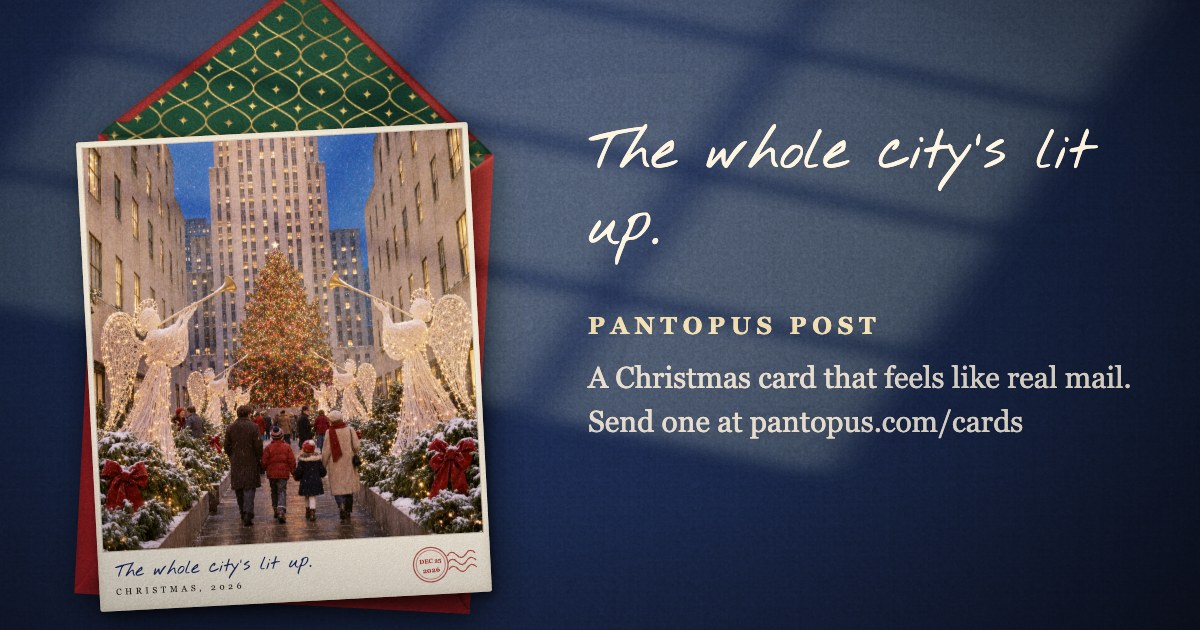 The whole city's lit
up.
PANTOPUS POST
A Christmas card that feels like real mail.
Send one at pantopus.com/cards
The whole city's lit up.
CHRISTMAS, 2026
DEC 25
2026